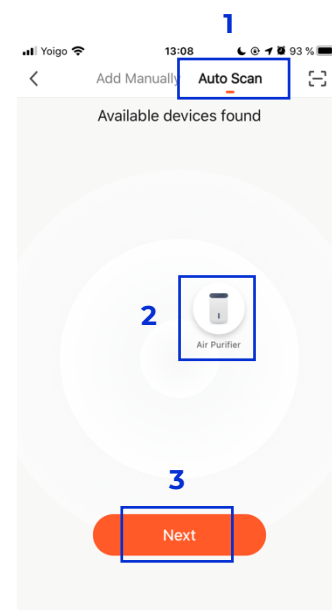 1
Yoigo 13:08 93 %
Add Manually Auto Scan
Available devices found
2
Air Purifier
3
Next